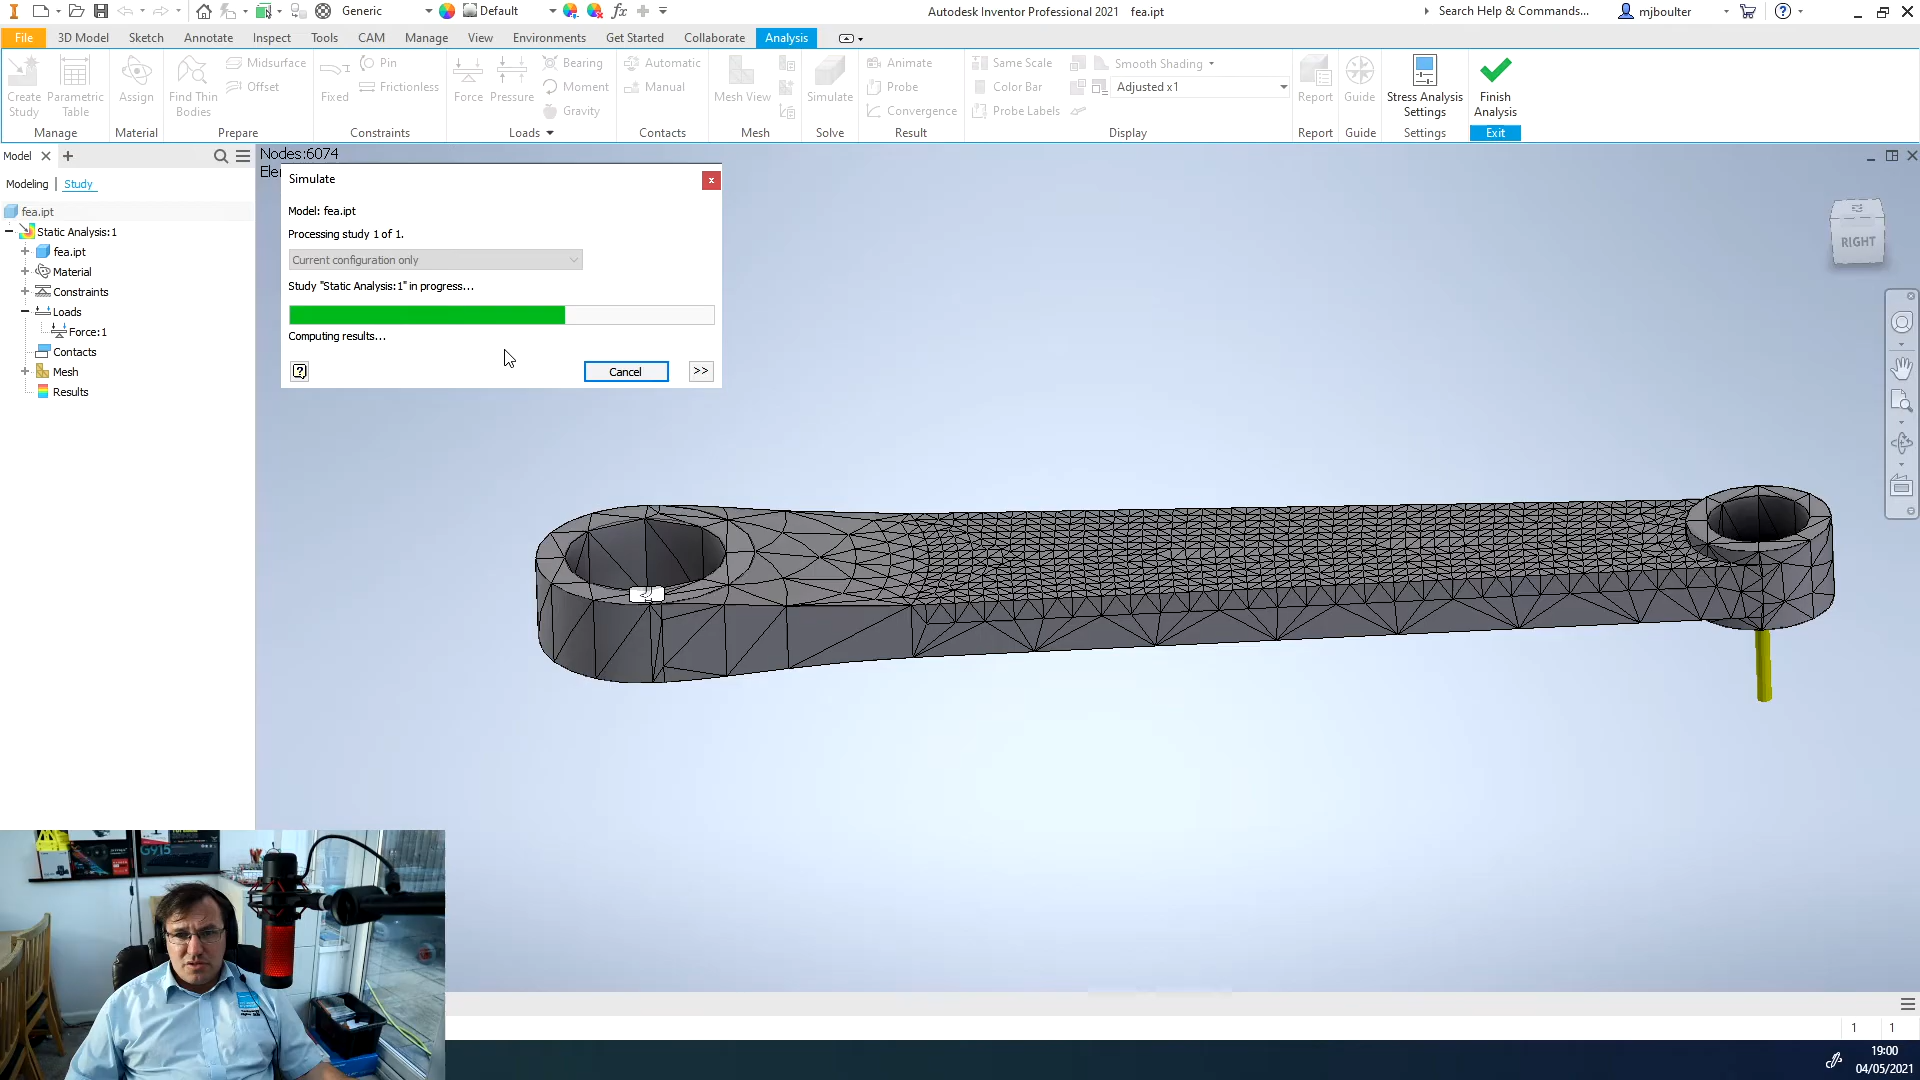 Generic
Default
Autodesk Inventor Professional 2021 fea.ipt
Search Help & Commands...
mjboulter
File 3D Model Sketch Annotate Inspect Tools CAM Manage View Environments Get Started Collaborate Analysis
Create Study
Parametric Table
Manage
Assign
Material
Find Thin Bodies
Midsurface
Offset
Prepare
Fixed
Pin
Frictionless
Constraints
Force
Pressure
Bearing
Moment
Gravity
Loads
Automatic
Manual
Contacts
Mesh View
Mesh
Simulate
Solve
Animate
Probe
Convergence
Result
Same Scale
Color Bar
Probe Labels
Smooth Shading
Adjusted x1
Display
Report
Report
Guide
Guide
Stress Analysis Settings
Settings
Finish Analysis
Exit
Model
Modeling | Study
fea.ipt
Static Analysis:1
fea.ipt
Material
Constraints
Loads
Force:1
Contacts
Mesh
Results
Nodes:6074
Ele
Simulate
Model: fea.ipt
Processing study 1 of 1.
Current configuration only
Study "Static Analysis:1" in progress...
Computing results...
Cancel
>>
RIGHT
G915
1 1
19:00
04/05/2021